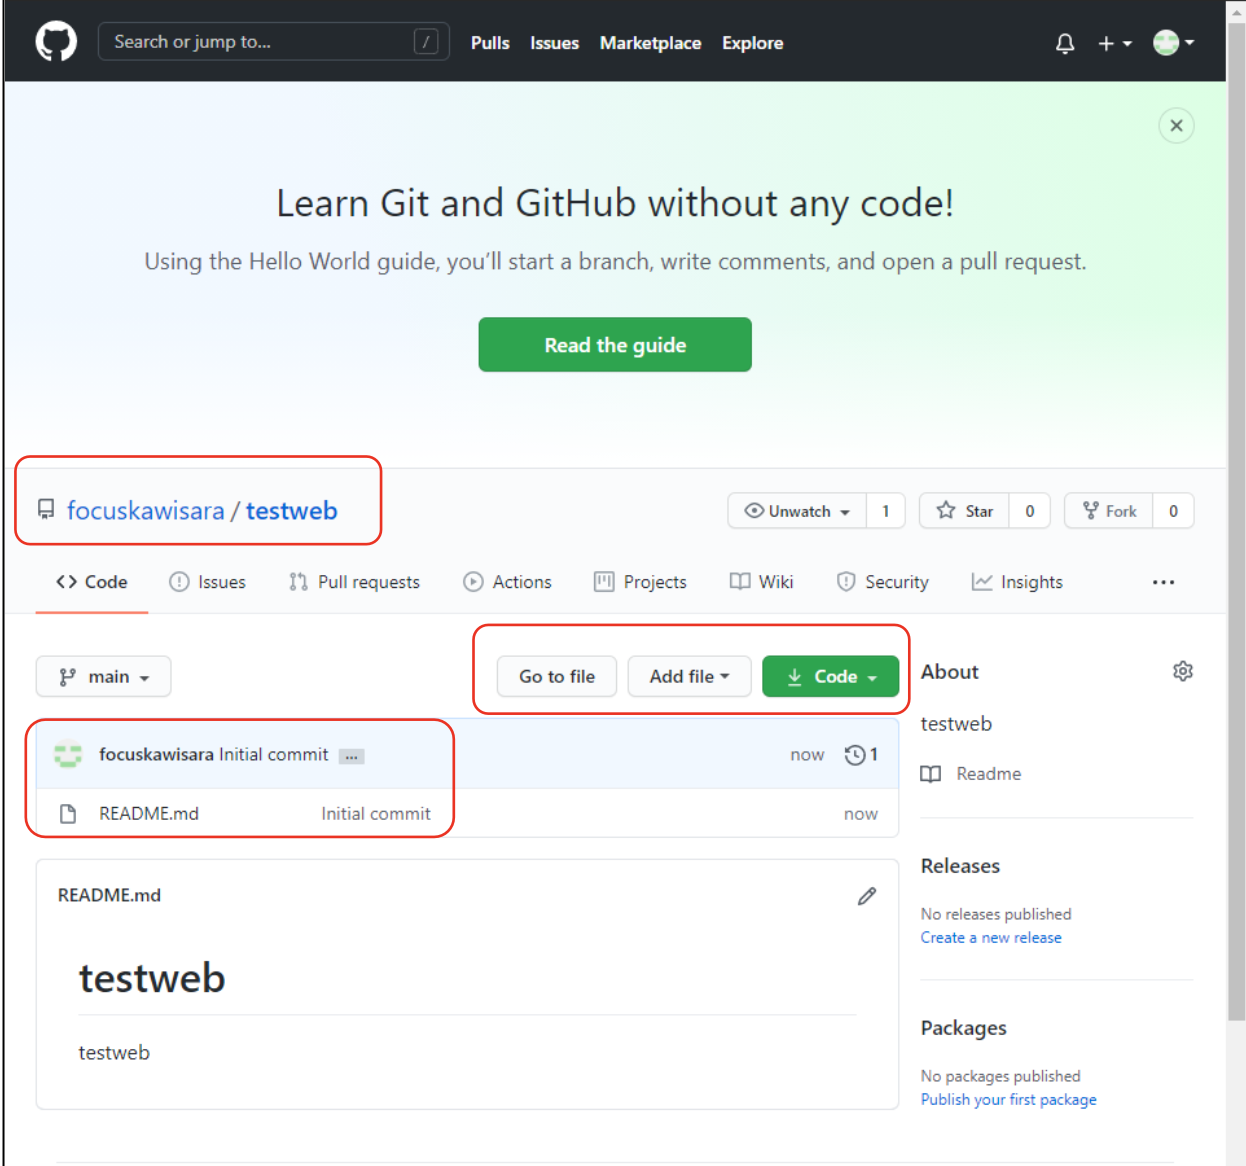 Search or jump to... / Pulls Issues Marketplace Explore
Learn Git and GitHub without any code!
Using the Hello World guide, you’ll start a branch, write comments, and open a pull request.
Read the guide
focuskawisara / testweb
Unwatch 1 Star 0 Fork 0
<> Code Issues Pull requests Actions Projects Wiki Security Insights ...
main Go to file Add file Code
focuskawisara Initial commit ... now 1
README.md Initial commit now
README.md
testweb
testweb
About
testweb
Readme
Releases
No releases published
Create a new release
Packages
No packages published
Publish your first package